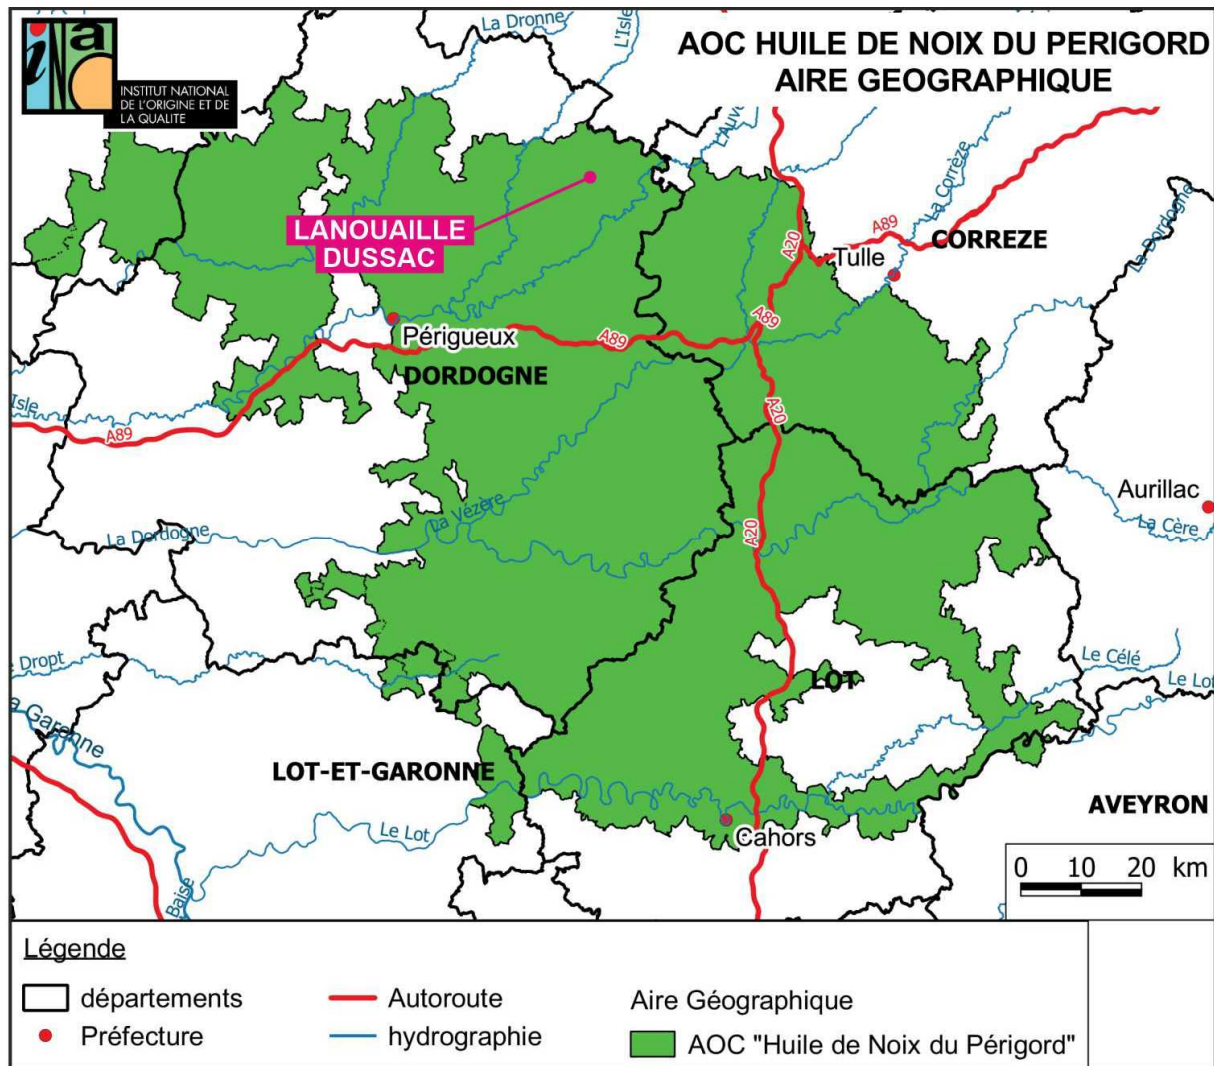 ina
INSTITUT NATIONAL
DE L'ORIGINE ET DE
LA QUALITE
AOC HUILE DE NOIX DU PERIGORD
AIRE GEOGRAPHIQUE
La Dronne
L'Isle
La Corrèze
A89
LANOUAILLE
DUSSAC
A20
Tulle
CORREZE
La Dordogne
Périgueux
A89
A89
DORDOGNE
Isle
A89
A20
Aurillac
La Cère
La Vézère
La Dordogne
A20
Dropt
Le Célé
Le Lot
LOT
Garonne
LOT-ET-GARONNE
AVEYRON
Le Lot
Cahors
Baïse
0 10 20 km
Légende
départements
Autoroute
Aire Géographique
Préfecture
hydrographie
AOC "Huile de Noix du Périgord"